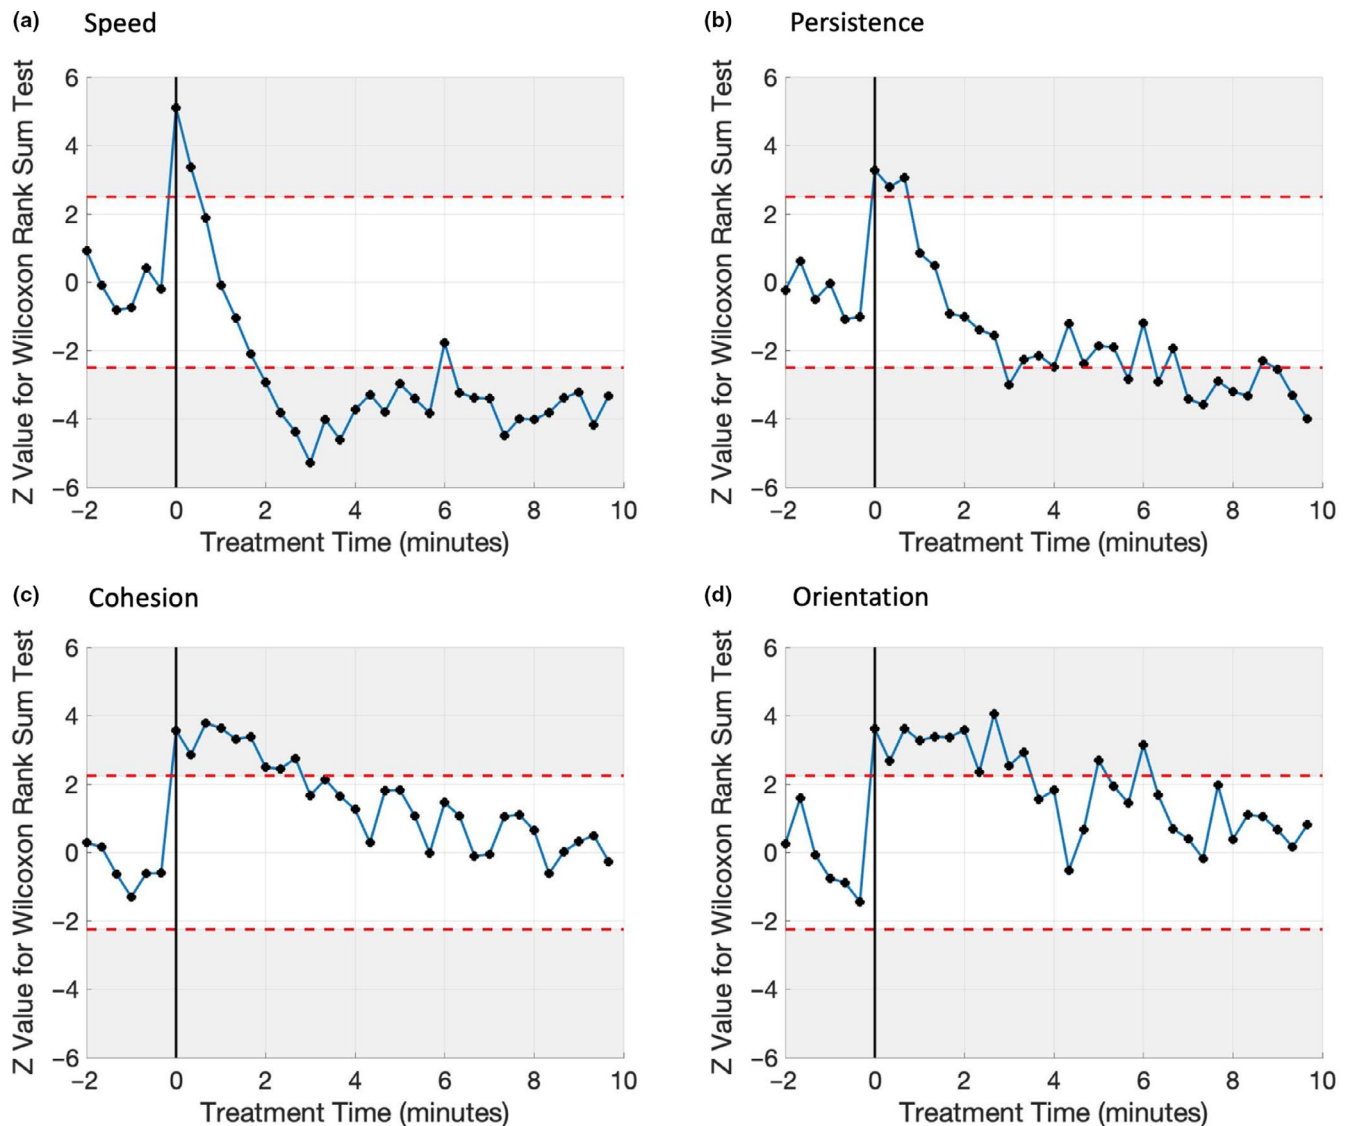 (a) Speed
Z Value for Wilcoxon Rank Sum Test
6
4
2
0
−2
−4
−6
−2 0 2 4 6 8 10
Treatment Time (minutes)
(b) Persistence
Z Value for Wilcoxon Rank Sum Test
6
4
2
0
−2
−4
−6
−2 0 2 4 6 8 10
Treatment Time (minutes)
(c) Cohesion
Z Value for Wilcoxon Rank Sum Test
6
4
2
0
−2
−4
−6
−2 0 2 4 6 8 10
Treatment Time (minutes)
(d) Orientation
Z Value for Wilcoxon Rank Sum Test
6
4
2
0
−2
−4
−6
−2 0 2 4 6 8 10
Treatment Time (minutes)